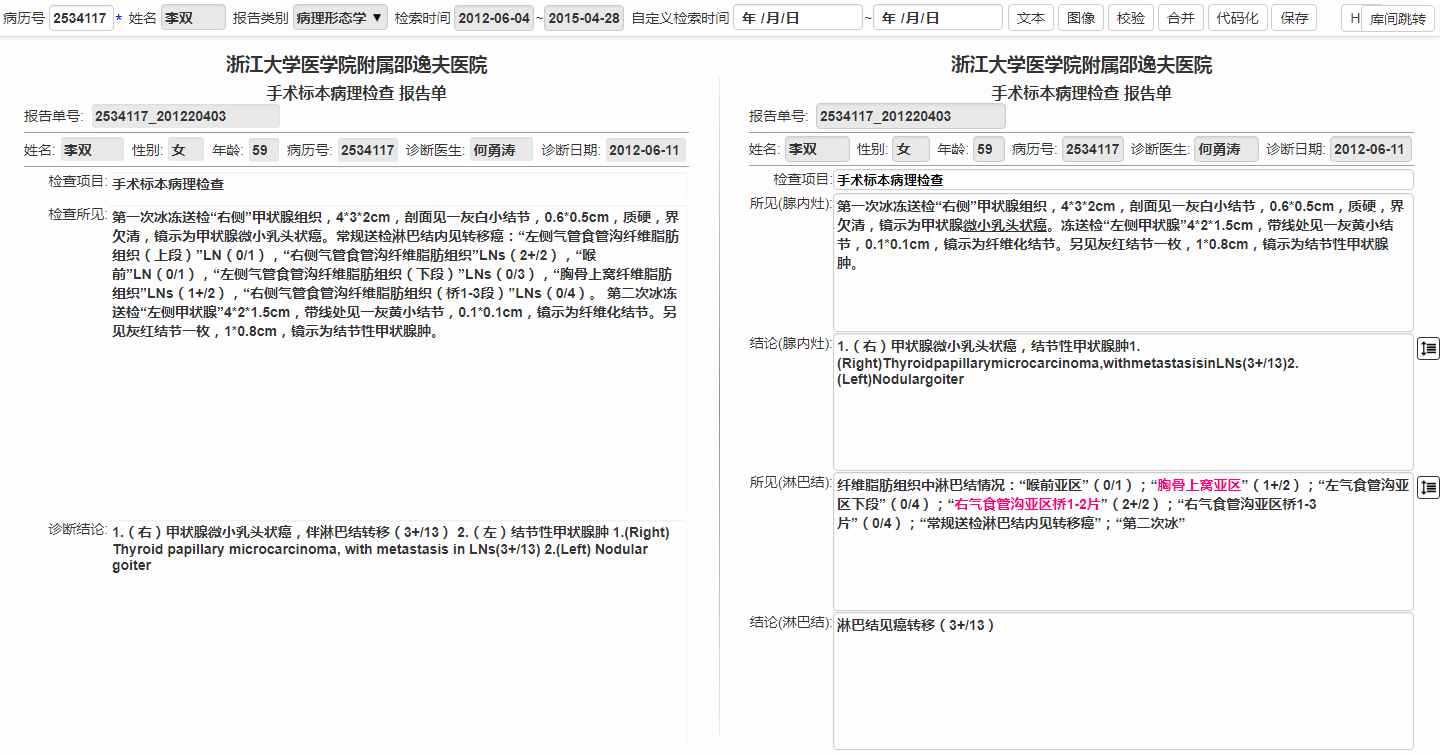 病历号 2534117 * 姓名 李双 报告类别 病理形态学 ▼ 检索时间 2012-06-04 ~ 2015-04-28 自定义检索时间 年 /月/日 ~ 年 /月/日 文本 图像 校验 合并 代码化 保存 H 库间跳转
浙江大学医学院附属邵逸夫医院
手术标本病理检查 报告单
报告单号: 2534117_201220403
姓名: 李双 性别: 女 年龄: 59 病历号: 2534117 诊断医生: 何勇涛 诊断日期: 2012-06-11
检查项目: 手术标本病理检查
检查所见: 第一次冰冻送检“右侧”甲状腺组织，4*3*2cm，剖面见一灰白小结节，0.6*0.5cm，质硬，界
欠清，镜示为甲状腺微小乳头状癌。常规送检淋巴结内见转移癌：“左侧气管食管沟纤维脂肪
组织（上段）”LN（0/1），“右侧气管食管沟纤维脂肪组织”LNs（2+/2），“喉
前”LN（0/1），“左侧气管食管沟纤维脂肪组织（下段）”LNs（0/3），“胸骨上窝纤维脂肪
组织”LNs（1+/2），“右侧气管食管沟纤维脂肪组织（桥1-3段）”LNs（0/4）。 第二次冰冻
送检“左侧甲状腺”4*2*1.5cm，带线处见一灰黄小结节，0.1*0.1cm，镜示为纤维化结节。另
见灰红结节一枚，1*0.8cm，镜示为结节性甲状腺肿。
诊断结论: 1.（右）甲状腺微小乳头状癌，伴淋巴结转移（3+/13） 2.（左）结节性甲状腺肿 1.(Right)
Thyroid papillary microcarcinoma, with metastasis in LNs(3+/13) 2.(Left) Nodular
goiter
浙江大学医学院附属邵逸夫医院
手术标本病理检查 报告单
报告单号: 2534117_201220403
姓名: 李双 性别: 女 年龄: 59 病历号: 2534117 诊断医生: 何勇涛 诊断日期: 2012-06-11
检查项目: 手术标本病理检查
所见(腺内灶): 第一次冰冻送检“右侧”甲状腺组织，4*3*2cm，剖面见一灰白小结节，0.6*0.5cm，质硬，界
欠清，镜示为甲状腺微小乳头状癌。冻送检“左侧甲状腺”4*2*1.5cm，带线处见一灰黄小结
节，0.1*0.1cm，镜示为纤维化结节。另见灰红结节一枚，1*0.8cm，镜示为结节性甲状腺
肿。
结论(腺内灶): 1.（右）甲状腺微小乳头状癌，结节性甲状腺肿1.
(Right)Thyroidpapillarymicrocarcinoma,withmetastasisinLNs(3+/13)2.
(Left)Nodulargoiter
所见(淋巴结): 纤维脂肪组织中淋巴结情况：“喉前亚区”（0/1）；“胸骨上窝亚区”（1+/2）；“左气食管沟亚
区下段”（0/4）；“右气食管沟亚区桥1-2片”（2+/2）；“右气食管沟亚区桥1-3
片”（0/4）；“常规送检淋巴结内见转移癌”；“第二次冰”
结论(淋巴结): 淋巴结见癌转移（3+/13）